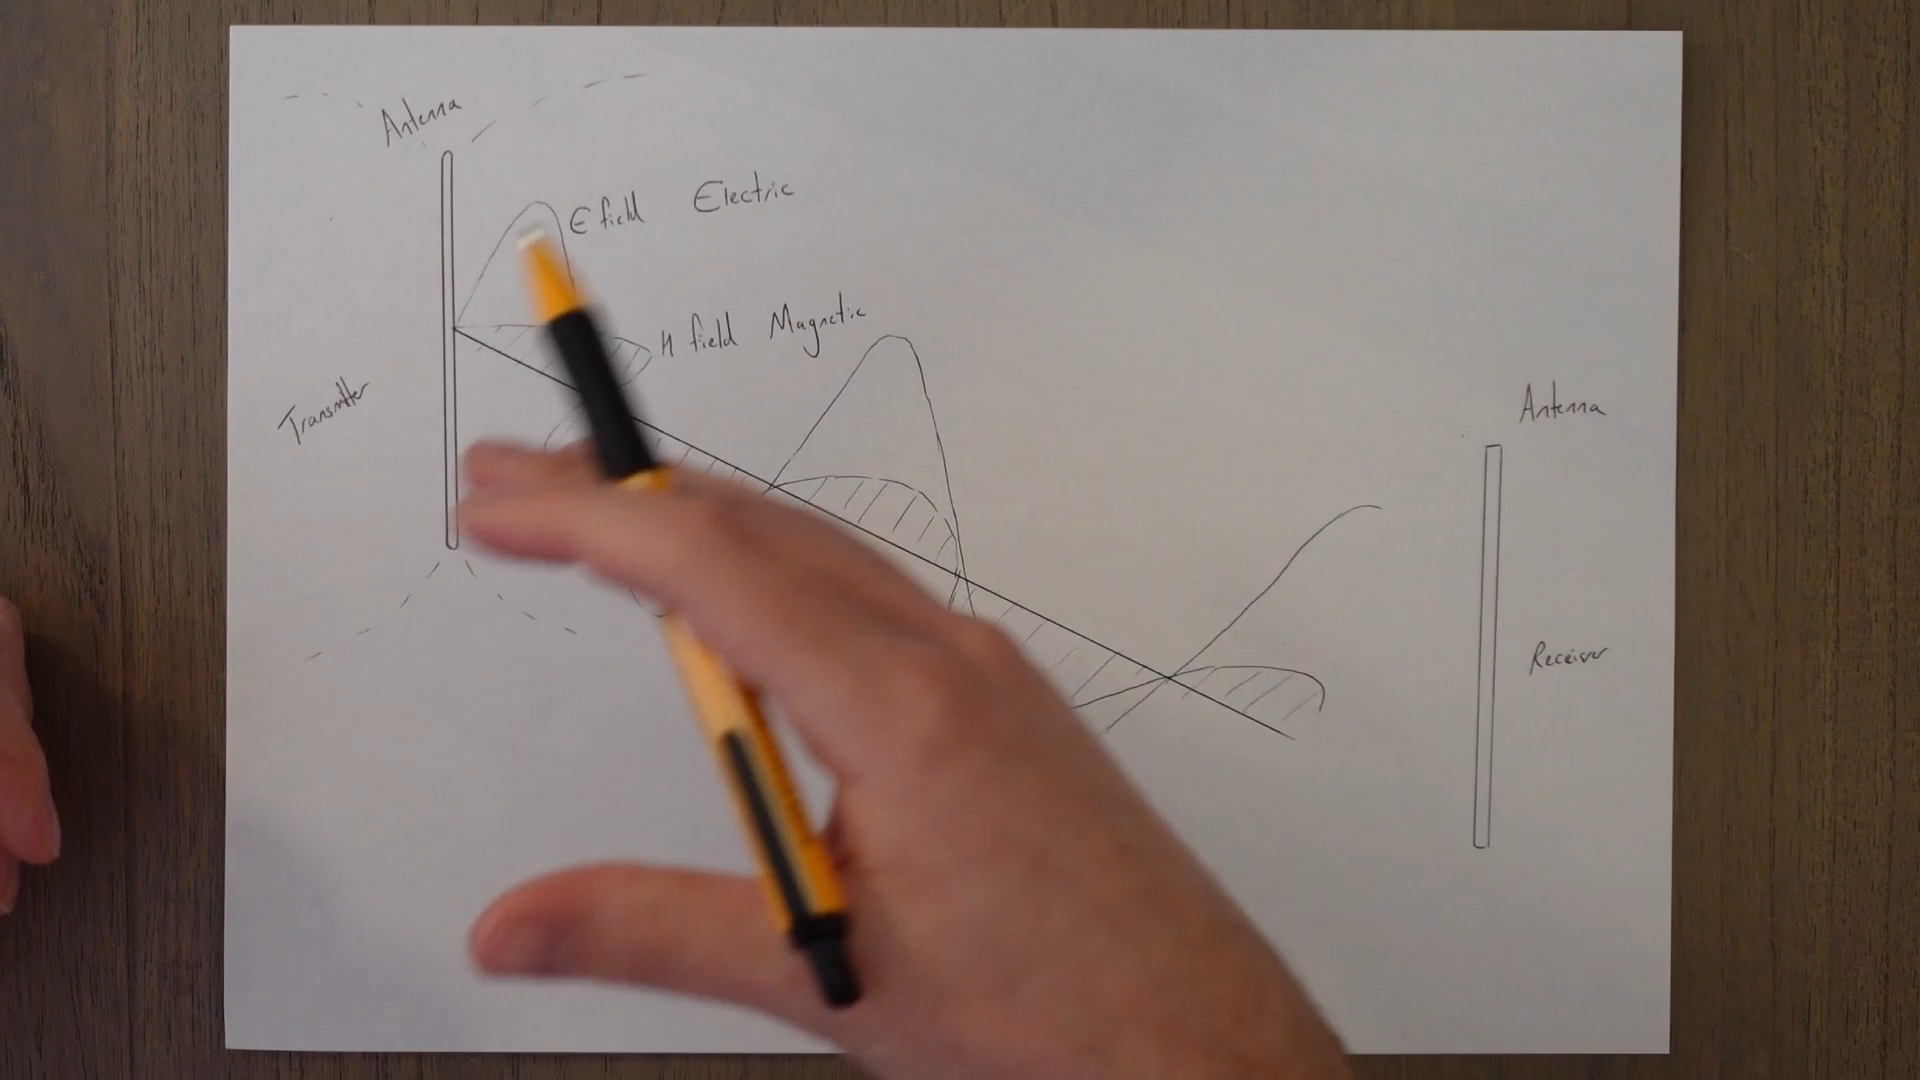 Antenna
E field Electric
H field Magnetic
Transmitter
Antenna
Receiver